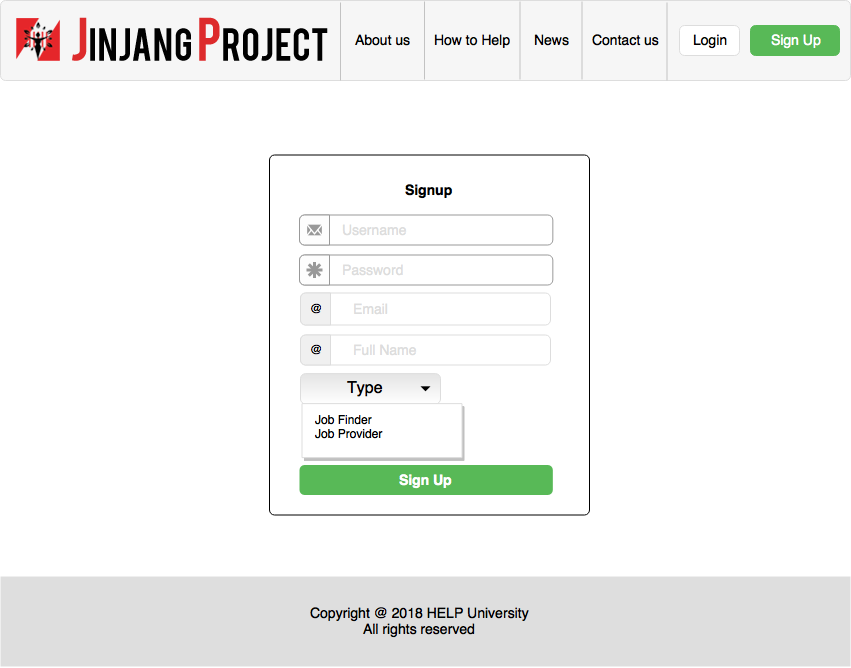 JINJANG PROJECT
About us
How to Help
News
Contact us
Login
Sign Up
Signup
Username
Password
@ Email
@ Full Name
Type
Job Finder
Job Provider
Sign Up
Copyright @ 2018 HELP University
All rights reserved